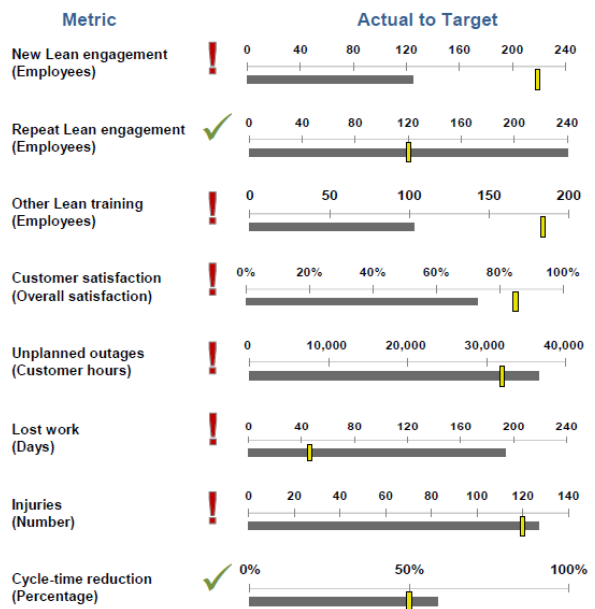 Metric Actual to Target
New Lean engagement
(Employees)
0 40 80 120 160 200 240
Repeat Lean engagement
(Employees)
0 40 80 120 160 200 240
Other Lean training
(Employees)
0 50 100 150 200
Customer satisfaction
(Overall satisfaction)
0% 20% 40% 60% 80% 100%
Unplanned outages
(Customer hours)
0 10,000 20,000 30,000 40,000
Lost work
(Days)
0 40 80 120 160 200 240
Injuries
(Number)
0 20 40 60 80 100 120 140
Cycle-time reduction
(Percentage)
0% 50% 100%